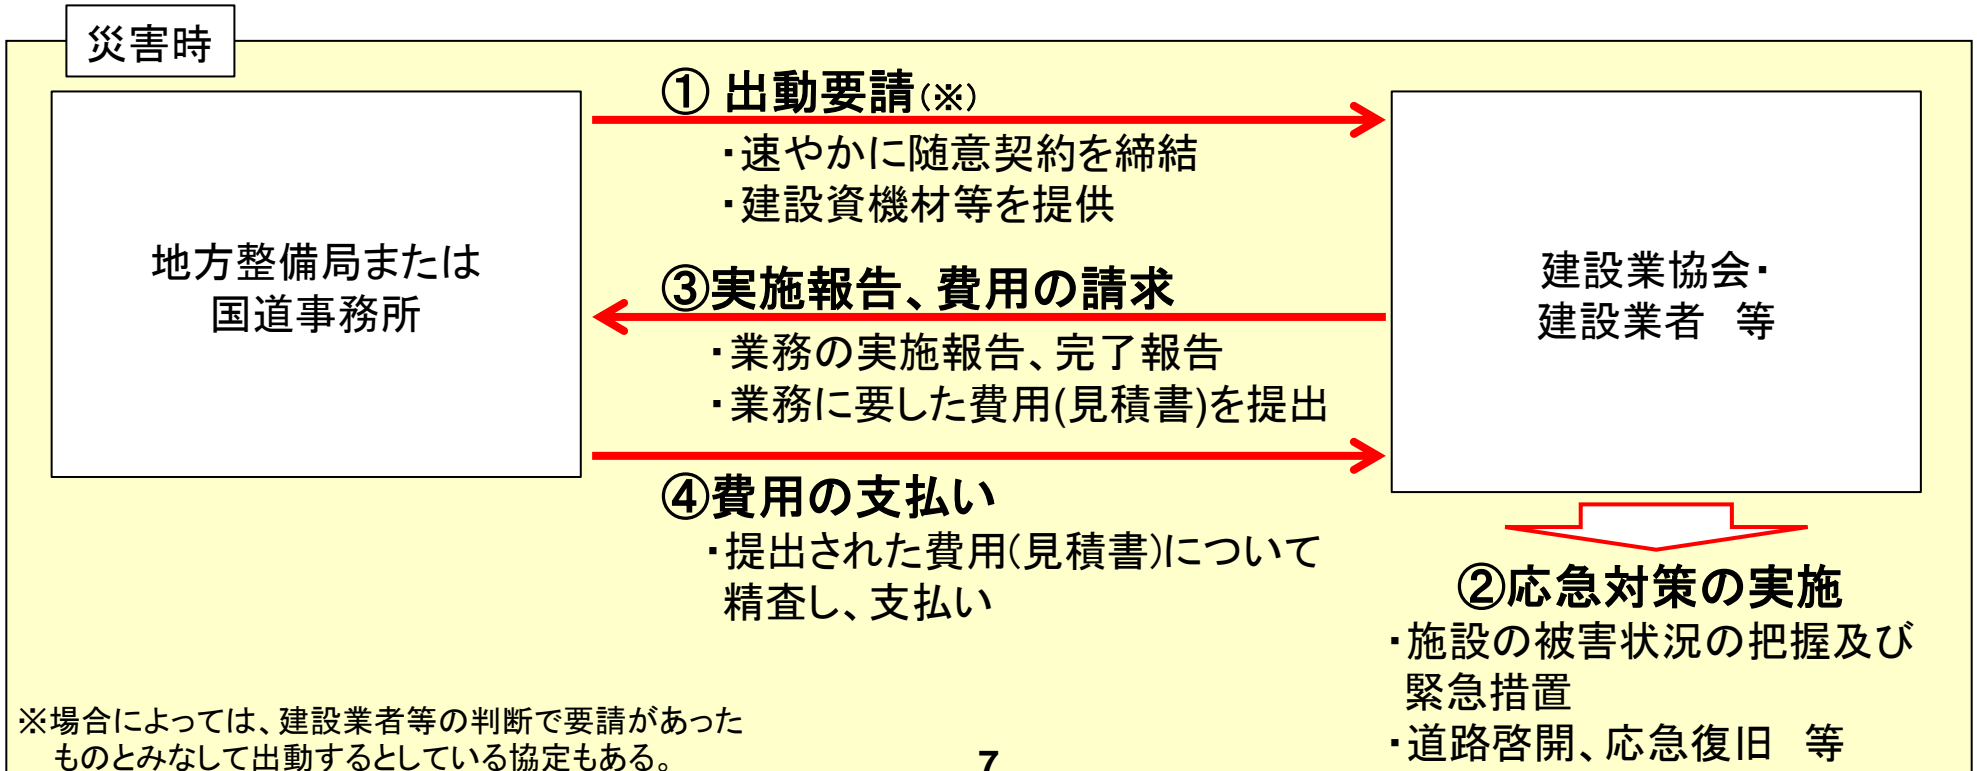 災害時
地方整備局または
国道事務所
① 出動要請(※)
・速やかに随意契約を締結
・建設資機材等を提供
③実施報告、費用の請求
・業務の実施報告、完了報告
・業務に要した費用(見積書)を提出
④費用の支払い
・提出された費用(見積書)について
精査し、支払い
建設業協会・
建設業者　等
②応急対策の実施
・施設の被害状況の把握及び
緊急措置
・道路啓開、応急復旧　等
※場合によっては、建設業者等の判断で要請があった
ものとみなして出動するとしている協定もある。
7